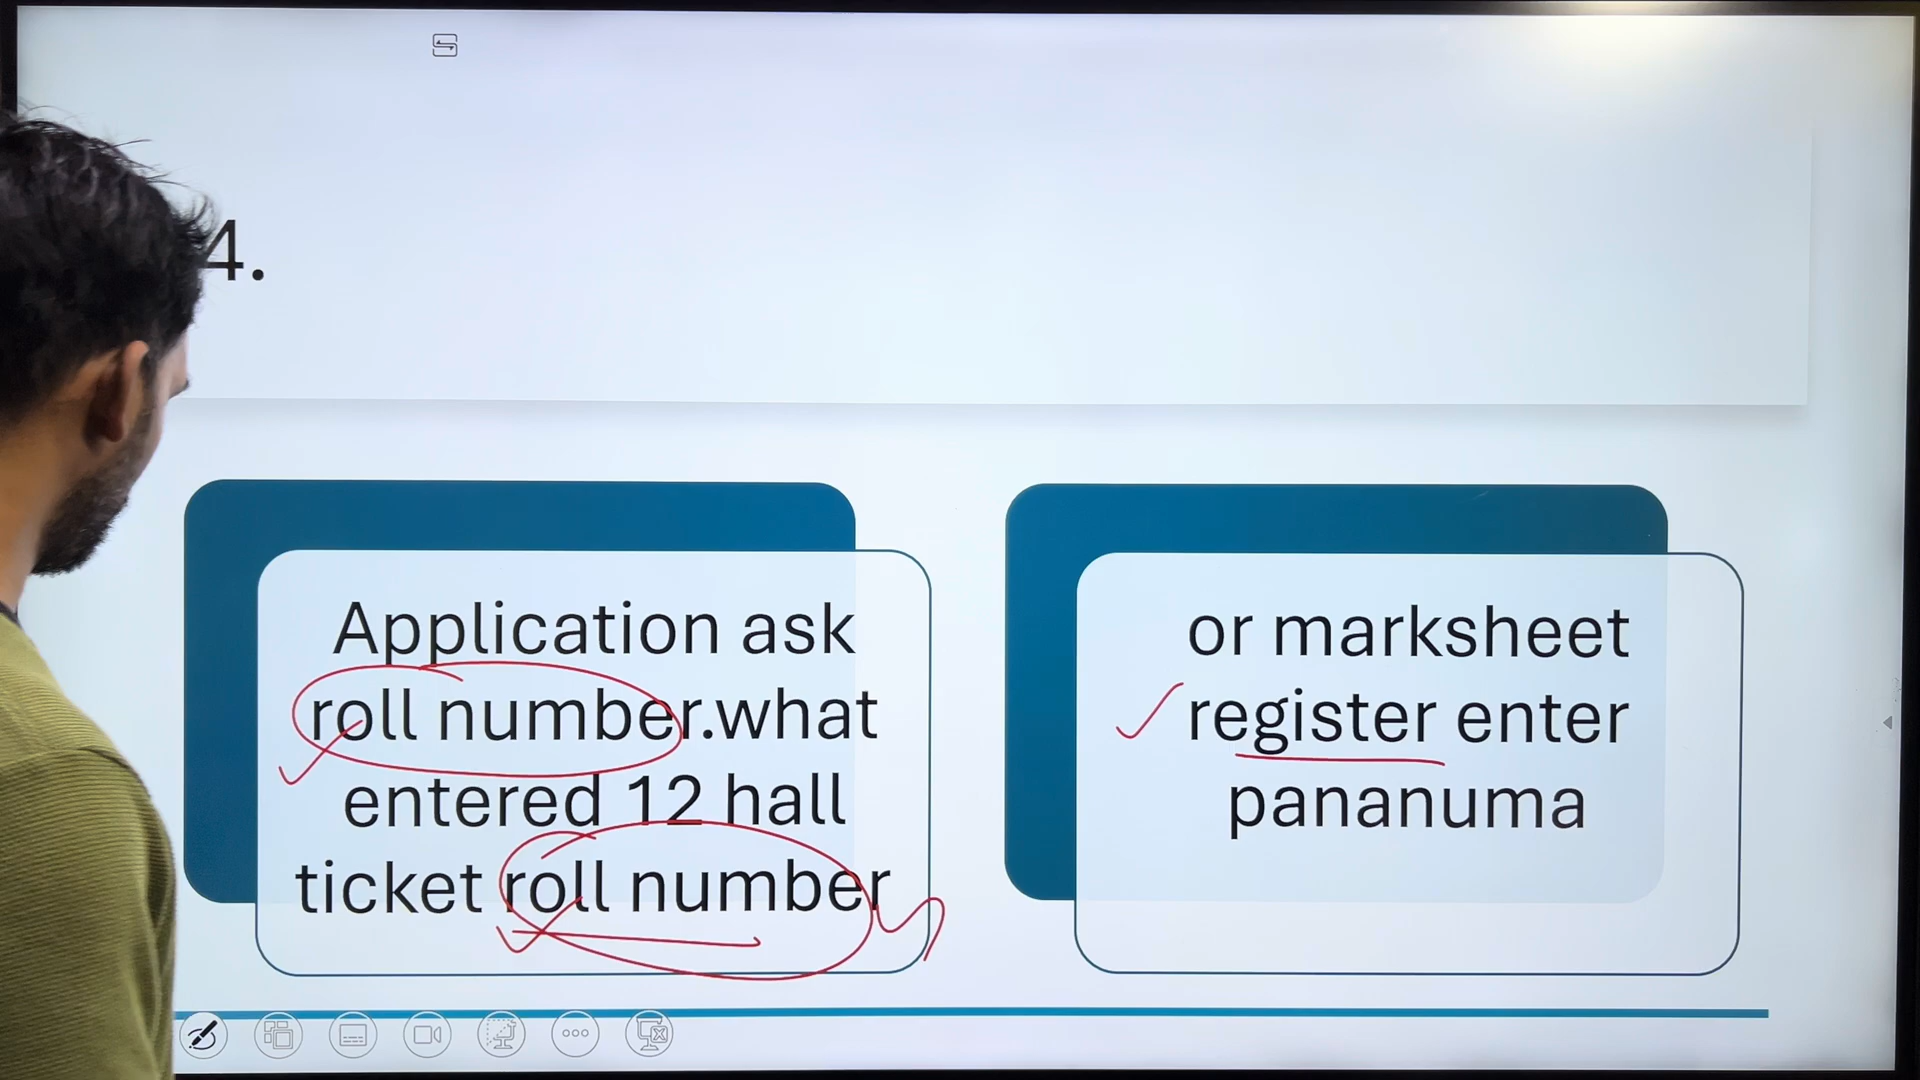 4.
Application ask
roll number.what
entered 12 hall
ticket roll number
or marksheet
register enter
pananuma